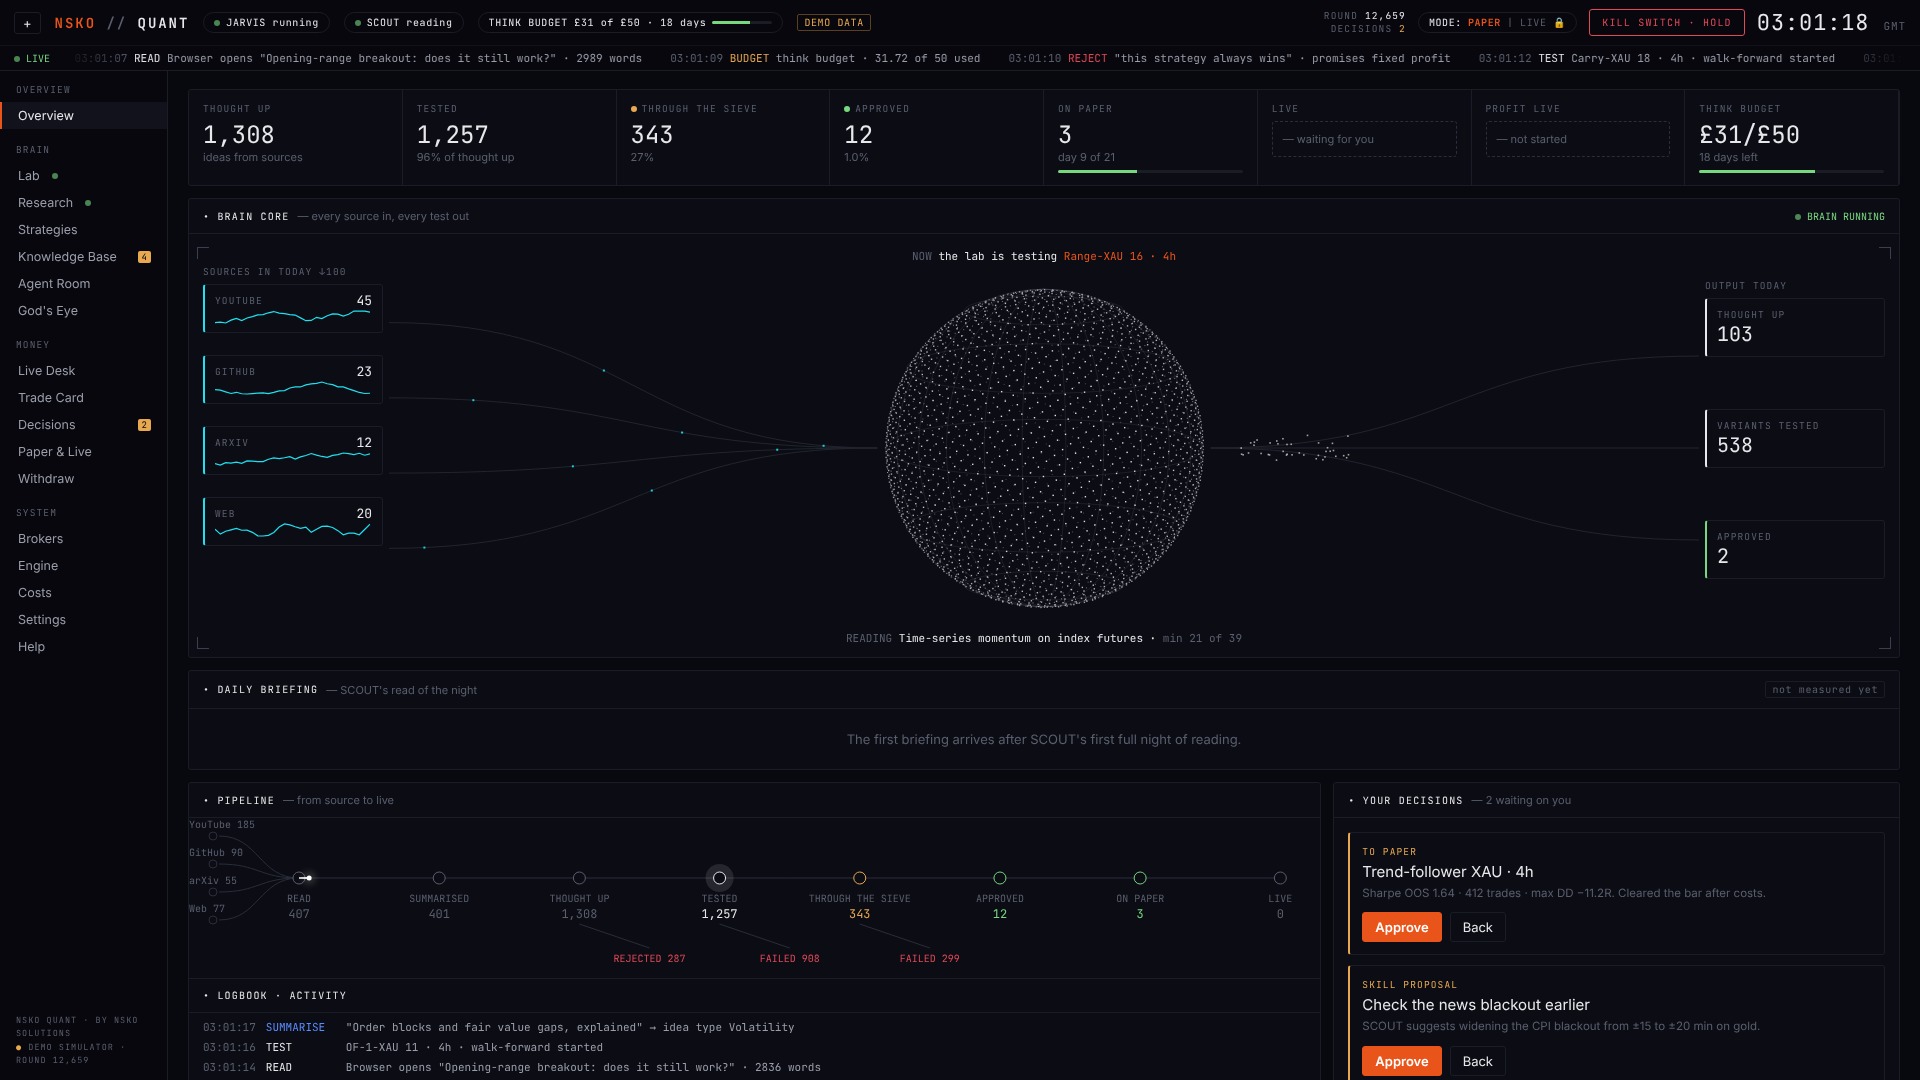 + NSKO // QUANT JARVIS running SCOUT reading THINK BUDGET £31 of £50 · 18 days DEMO DATA
ROUND 12,659
DECISIONS 2
MODE: PAPER | LIVE 🔒 KILL SWITCH · HOLD 03:01:18 GMT
LIVE 03:01:07 READ Browser opens "Opening-range breakout: does it still work?" · 2989 words 03:01:09 BUDGET think budget · 31.72 of 50 used 03:01:10 REJECT "this strategy always wins" · promises fixed profit 03:01:12 TEST Carry-XAU 18 · 4h · walk-forward started
OVERVIEW
Overview
BRAIN
Lab
Research
Strategies
Knowledge Base 4
Agent Room
God's Eye
MONEY
Live Desk
Trade Card
Decisions 2
Paper & Live
Withdraw
SYSTEM
Brokers
Engine
Costs
Settings
Help
NSKO QUANT · BY NSKO
SOLUTIONS
DEMO SIMULATOR ·
ROUND 12,659
THOUGHT UP
1,308
ideas from sources
TESTED
1,257
96% of thought up
THROUGH THE SIEVE
343
27%
APPROVED
12
1.0%
ON PAPER
3
day 9 of 21
LIVE
— waiting for you
PROFIT LIVE
— not started
THINK BUDGET
£31/£50
18 days left
• BRAIN CORE — every source in, every test out
BRAIN RUNNING
NOW the lab is testing Range-XAU 16 · 4h
SOURCES IN TODAY ↓100
YOUTUBE 45
GITHUB 23
ARXIV 12
WEB 20
OUTPUT TODAY
THOUGHT UP
103
VARIANTS TESTED
538
APPROVED
2
READING Time-series momentum on index futures · min 21 of 39
• DAILY BRIEFING — SCOUT's read of the night
not measured yet
The first briefing arrives after SCOUT's first full night of reading.
• PIPELINE — from source to live
YouTube 185
GitHub 90
arXiv 55
Web 77
READ
407
SUMMARISED
401
THOUGHT UP
1,308
TESTED
1,257
THROUGH THE SIEVE
343
APPROVED
12
ON PAPER
3
LIVE
0
REJECTED 287
FAILED 908
FAILED 299
• LOGBOOK · ACTIVITY
03:01:17 SUMMARISE "Order blocks and fair value gaps, explained" → idea type Volatility
03:01:16 TEST OF-1-XAU 11 · 4h · walk-forward started
03:01:14 READ Browser opens "Opening-range breakout: does it still work?" · 2836 words
• YOUR DECISIONS — 2 waiting on you
TO PAPER
Trend-follower XAU · 4h
Sharpe OOS 1.64 · 412 trades · max DD −11.2R. Cleared the bar after costs.
Approve Back
SKILL PROPOSAL
Check the news blackout earlier
SCOUT suggests widening the CPI blackout from ±15 to ±20 min on gold.
Approve Back